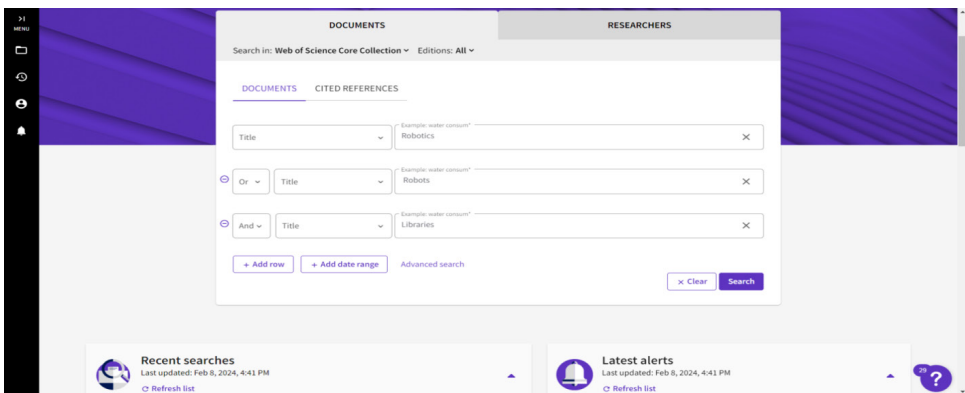 MENU
DOCUMENTS
RESEARCHERS
Search in: Web of Science Core Collection Editions: All
DOCUMENTS CITED REFERENCES
Title
Example: water consum*
Robotics
Or
Title
Example: water consum*
Robots
And
Title
Example: water consum*
Libraries
+ Add row
+ Add date range
Advanced search
× Clear
Search
Recent searches
Last updated: Feb 8, 2024, 4:41 PM
Refresh list
Latest alerts
Last updated: Feb 8, 2024, 4:41 PM
Refresh list
29
?